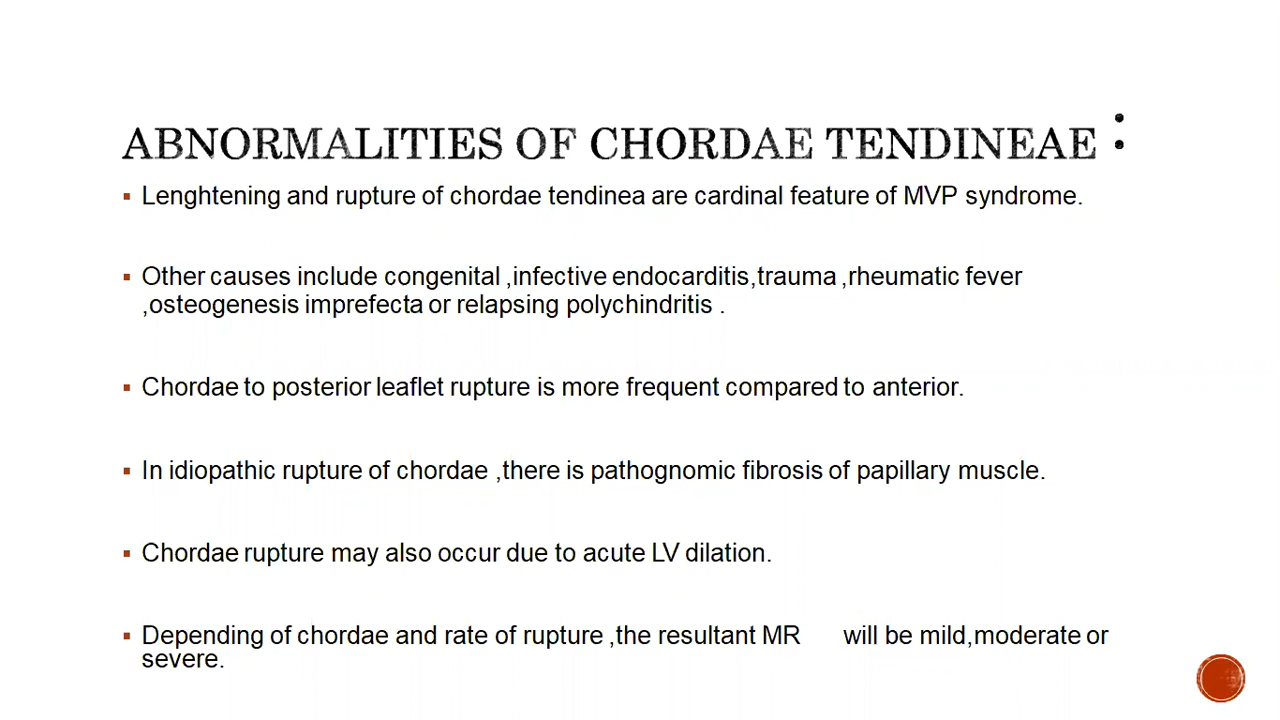 ABNORMALITIES OF CHORDAE TENDINEAE :
▪ Lenghtening and rupture of chordae tendinea are cardinal feature of MVP syndrome.
▪ Other causes include congenital ,infective endocarditis,trauma ,rheumatic fever
,osteogenesis imprefecta or relapsing polychindritis .
▪ Chordae to posterior leaflet rupture is more frequent compared to anterior.
▪ In idiopathic rupture of chordae ,there is pathognomic fibrosis of papillary muscle.
▪ Chordae rupture may also occur due to acute LV dilation.
▪ Depending of chordae and rate of rupture ,the resultant MR will be mild,moderate or
severe.